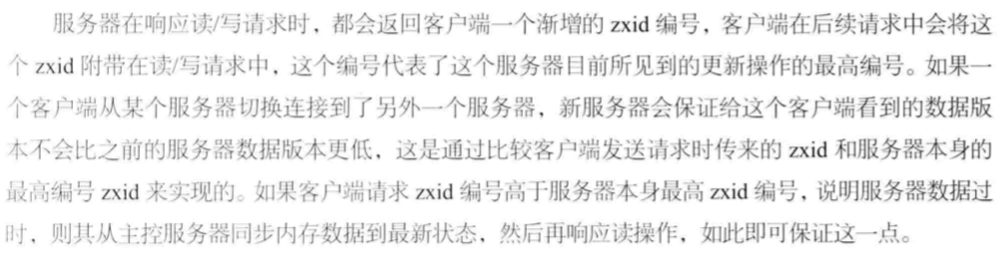 服务器在响应读/写请求时，都会返回客户端一个渐增的 zxid 编号，客户端在后续请求中会将这
个 zxid 附带在读/写请求中，这个编号代表了这个服务器目前所见到的更新操作的最高编号。如果一
个客户端从某个服务器切换连接到了另外一个服务器，新服务器会保证给这个客户端看到的数据版
本不会比之前的服务器数据版本更低，这是通过比较客户端发送请求时传来的 zxid 和服务器本身的
最高编号 zxid 来实现的。如果客户端请求 zxid 编号高于服务器本身最高 zxid 编号，说明服务器数据过
时，则其从主控服务器同步内存数据到最新状态，然后再响应读操作，如此即可保证这一点。